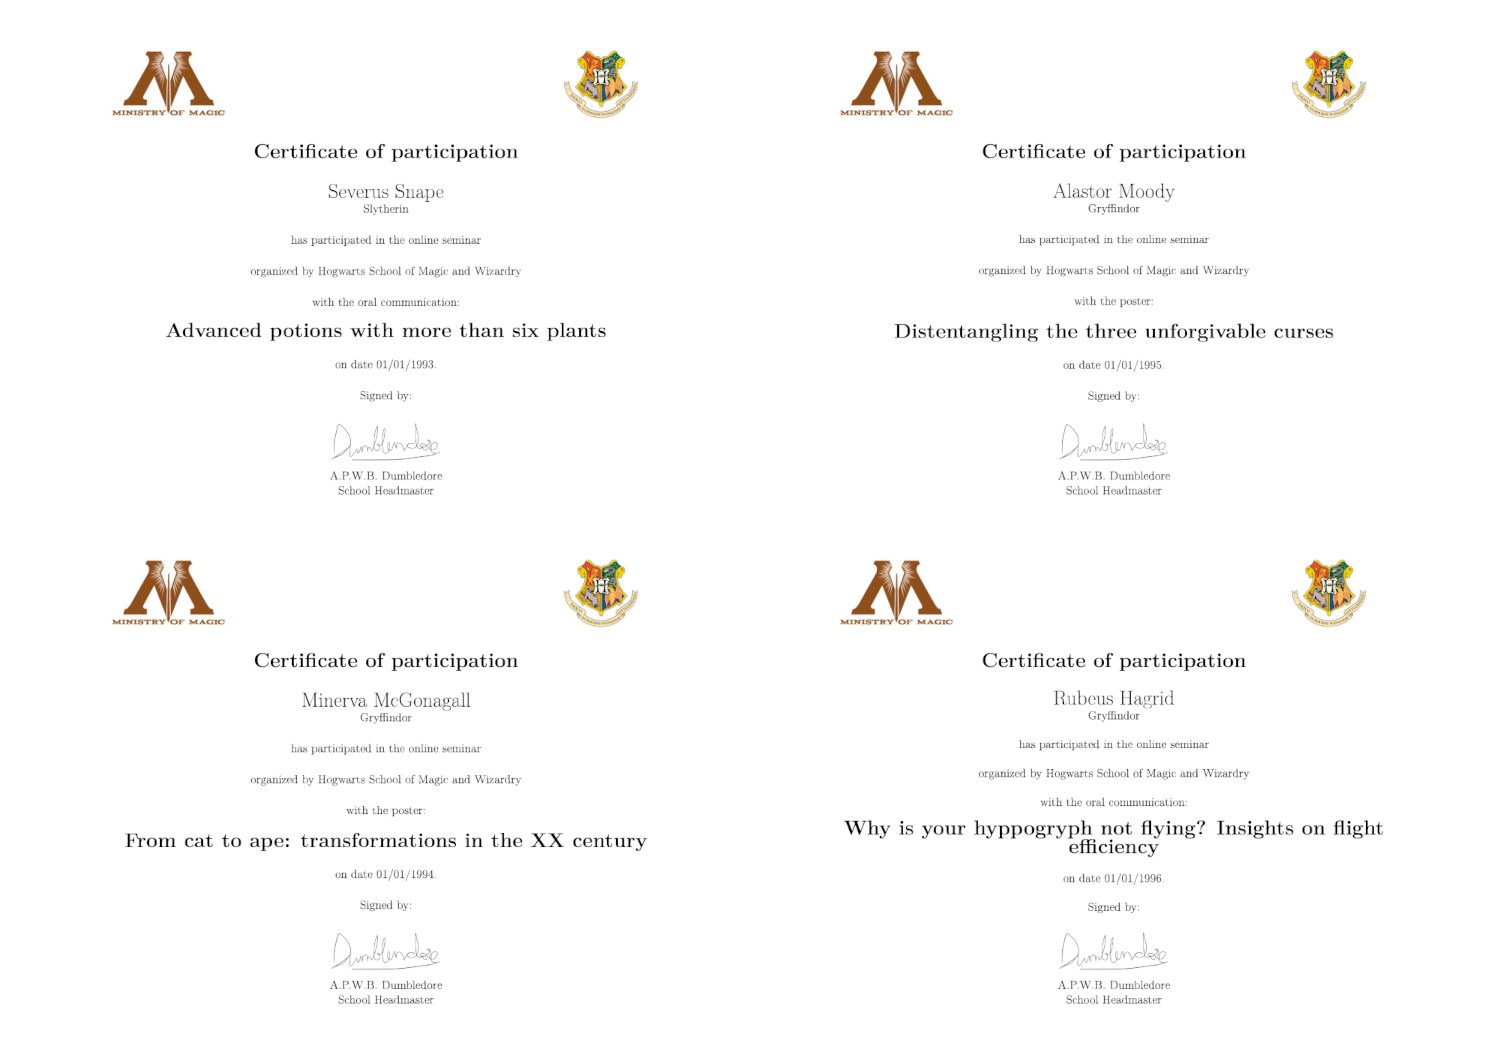 MINISTRY OF MAGIC
Certificate of participation
Severus Snape
Slytherin
has participated in the online seminar
organized by Hogwarts School of Magic and Wizardry
with the oral communication:
Advanced potions with more than six plants
on date 01/01/1993.
Signed by:
Dumblendore
A.P.W.B. Dumbledore
School Headmaster
MINISTRY OF MAGIC
Certificate of participation
Alastor Moody
Gryffindor
has participated in the online seminar
organized by Hogwarts School of Magic and Wizardry
with the poster:
Distentangling the three unforgivable curses
on date 01/01/1995.
Signed by:
Dumblendore
A.P.W.B. Dumbledore
School Headmaster
MINISTRY OF MAGIC
Certificate of participation
Minerva McGonagall
Gryffindor
has participated in the online seminar
organized by Hogwarts School of Magic and Wizardry
with the poster:
From cat to ape: transformations in the XX century
on date 01/01/1994.
Signed by:
Dumblendore
A.P.W.B. Dumbledore
School Headmaster
MINISTRY OF MAGIC
Certificate of participation
Rubeus Hagrid
Gryffindor
has participated in the online seminar
organized by Hogwarts School of Magic and Wizardry
with the oral communication:
Why is your hyppogryph not flying? Insights on flight
efficiency
on date 01/01/1996.
Signed by:
Dumblendore
A.P.W.B. Dumbledore
School Headmaster